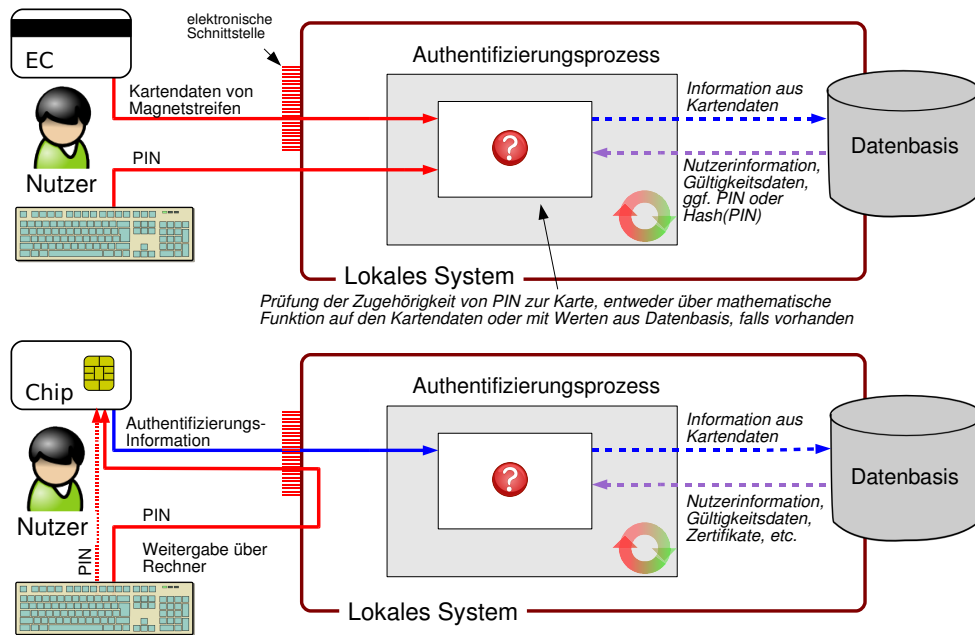 elektronische
Schnittstelle
EC
Authentifizierungsprozess
Kartendaten von
Magnetstreifen
Information aus
Kartendaten
Datenbasis
PIN
Nutzer
Nutzerinformation,
Gültigkeitsdaten,
ggf. PIN oder
Hash(PIN)
?
Lokales System
Prüfung der Zugehörigkeit von PIN zur Karte, entweder über mathematische
Funktion auf den Kartendaten oder mit Werten aus Datenbasis, falls vorhanden
Chip
Authentifizierungsprozess
Authentifizierungs-
Information
Information aus
Kartendaten
Datenbasis
?
Nutzer
PIN
Nutzerinformation,
Gültigkeitsdaten,
Zertifikate, etc.
PIN
Weitergabe über
Rechner
Lokales System